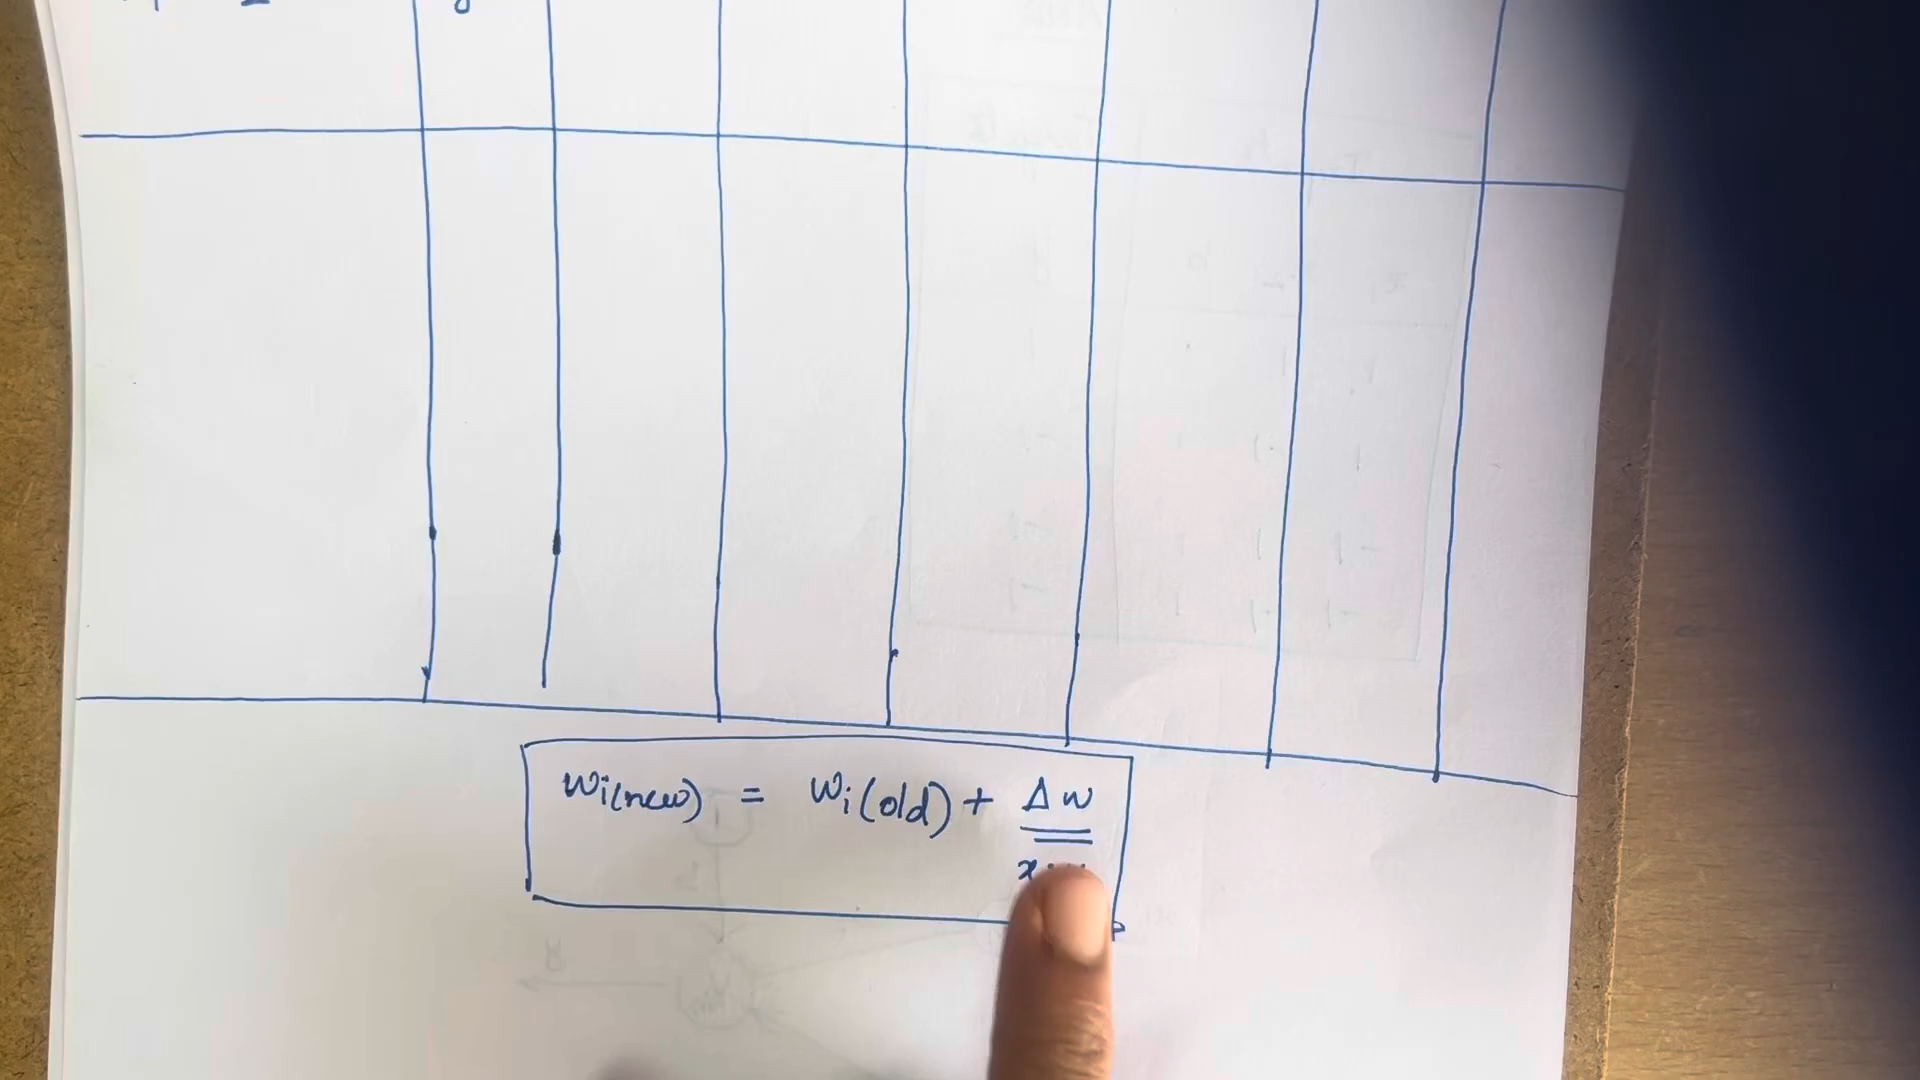 wi(new) = wi(old) + Δw
x